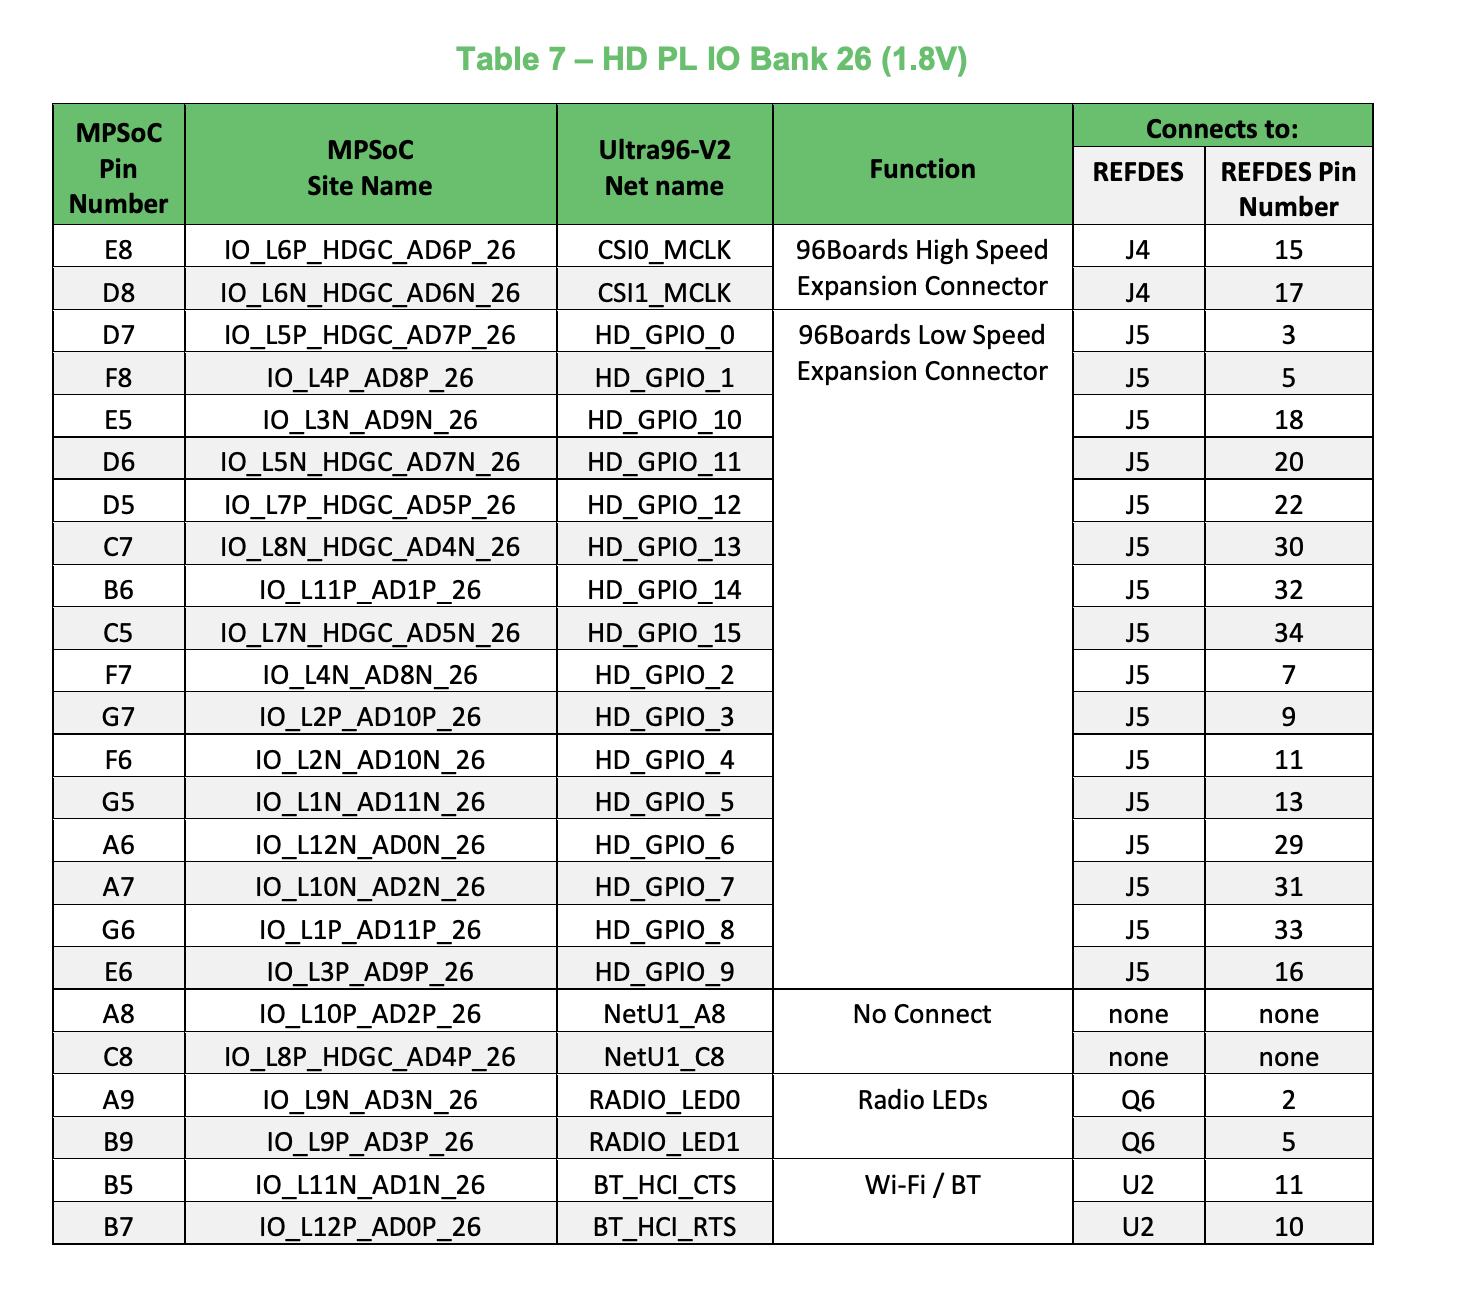 Table 7 – HD PL IO Bank 26 (1.8V)
MPSoC Pin Number MPSoC Site Name Ultra96-V2 Net name Function Connects to:
REFDES REFDES Pin Number
E8 IO_L6P_HDGC_AD6P_26 CSI0_MCLK 96Boards High Speed Expansion Connector J4 15
D8 IO_L6N_HDGC_AD6N_26 CSI1_MCLK J4 17
D7 IO_L5P_HDGC_AD7P_26 HD_GPIO_0 96Boards Low Speed Expansion Connector J5 3
F8 IO_L4P_AD8P_26 HD_GPIO_1 J5 5
E5 IO_L3N_AD9N_26 HD_GPIO_10 J5 18
D6 IO_L5N_HDGC_AD7N_26 HD_GPIO_11 J5 20
D5 IO_L7P_HDGC_AD5P_26 HD_GPIO_12 J5 22
C7 IO_L8N_HDGC_AD4N_26 HD_GPIO_13 J5 30
B6 IO_L11P_AD1P_26 HD_GPIO_14 J5 32
C5 IO_L7N_HDGC_AD5N_26 HD_GPIO_15 J5 34
F7 IO_L4N_AD8N_26 HD_GPIO_2 J5 7
G7 IO_L2P_AD10P_26 HD_GPIO_3 J5 9
F6 IO_L2N_AD10N_26 HD_GPIO_4 J5 11
G5 IO_L1N_AD11N_26 HD_GPIO_5 J5 13
A6 IO_L12N_AD0N_26 HD_GPIO_6 J5 29
A7 IO_L10N_AD2N_26 HD_GPIO_7 J5 31
G6 IO_L1P_AD11P_26 HD_GPIO_8 J5 33
E6 IO_L3P_AD9P_26 HD_GPIO_9 J5 16
A8 IO_L10P_AD2P_26 NetU1_A8 No Connect none none
C8 IO_L8P_HDGC_AD4P_26 NetU1_C8 none none
A9 IO_L9N_AD3N_26 RADIO_LED0 Radio LEDs Q6 2
B9 IO_L9P_AD3P_26 RADIO_LED1 Q6 5
B5 IO_L11N_AD1N_26 BT_HCI_CTS Wi-Fi / BT U2 11
B7 IO_L12P_AD0P_26 BT_HCI_RTS U2 10